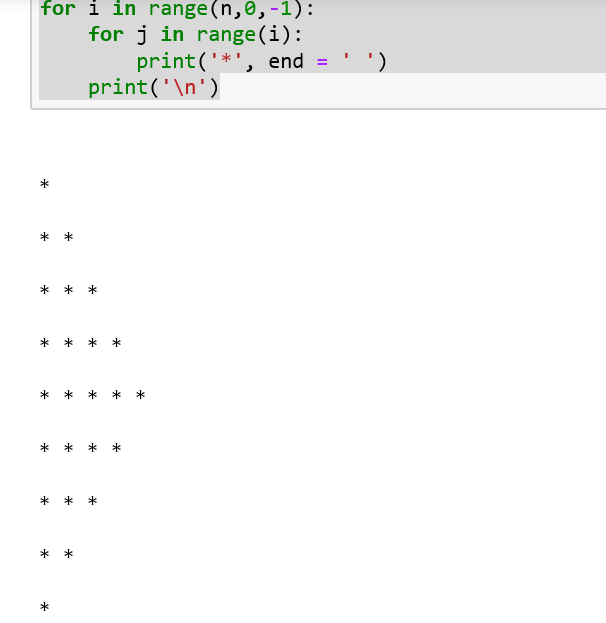 for i in range(n,0,-1):
    for j in range(i):
        print('*', end = ' ')
    print('\n')
*
* *
* * *
* * * *
* * * * *
* * * *
* * *
* *
*